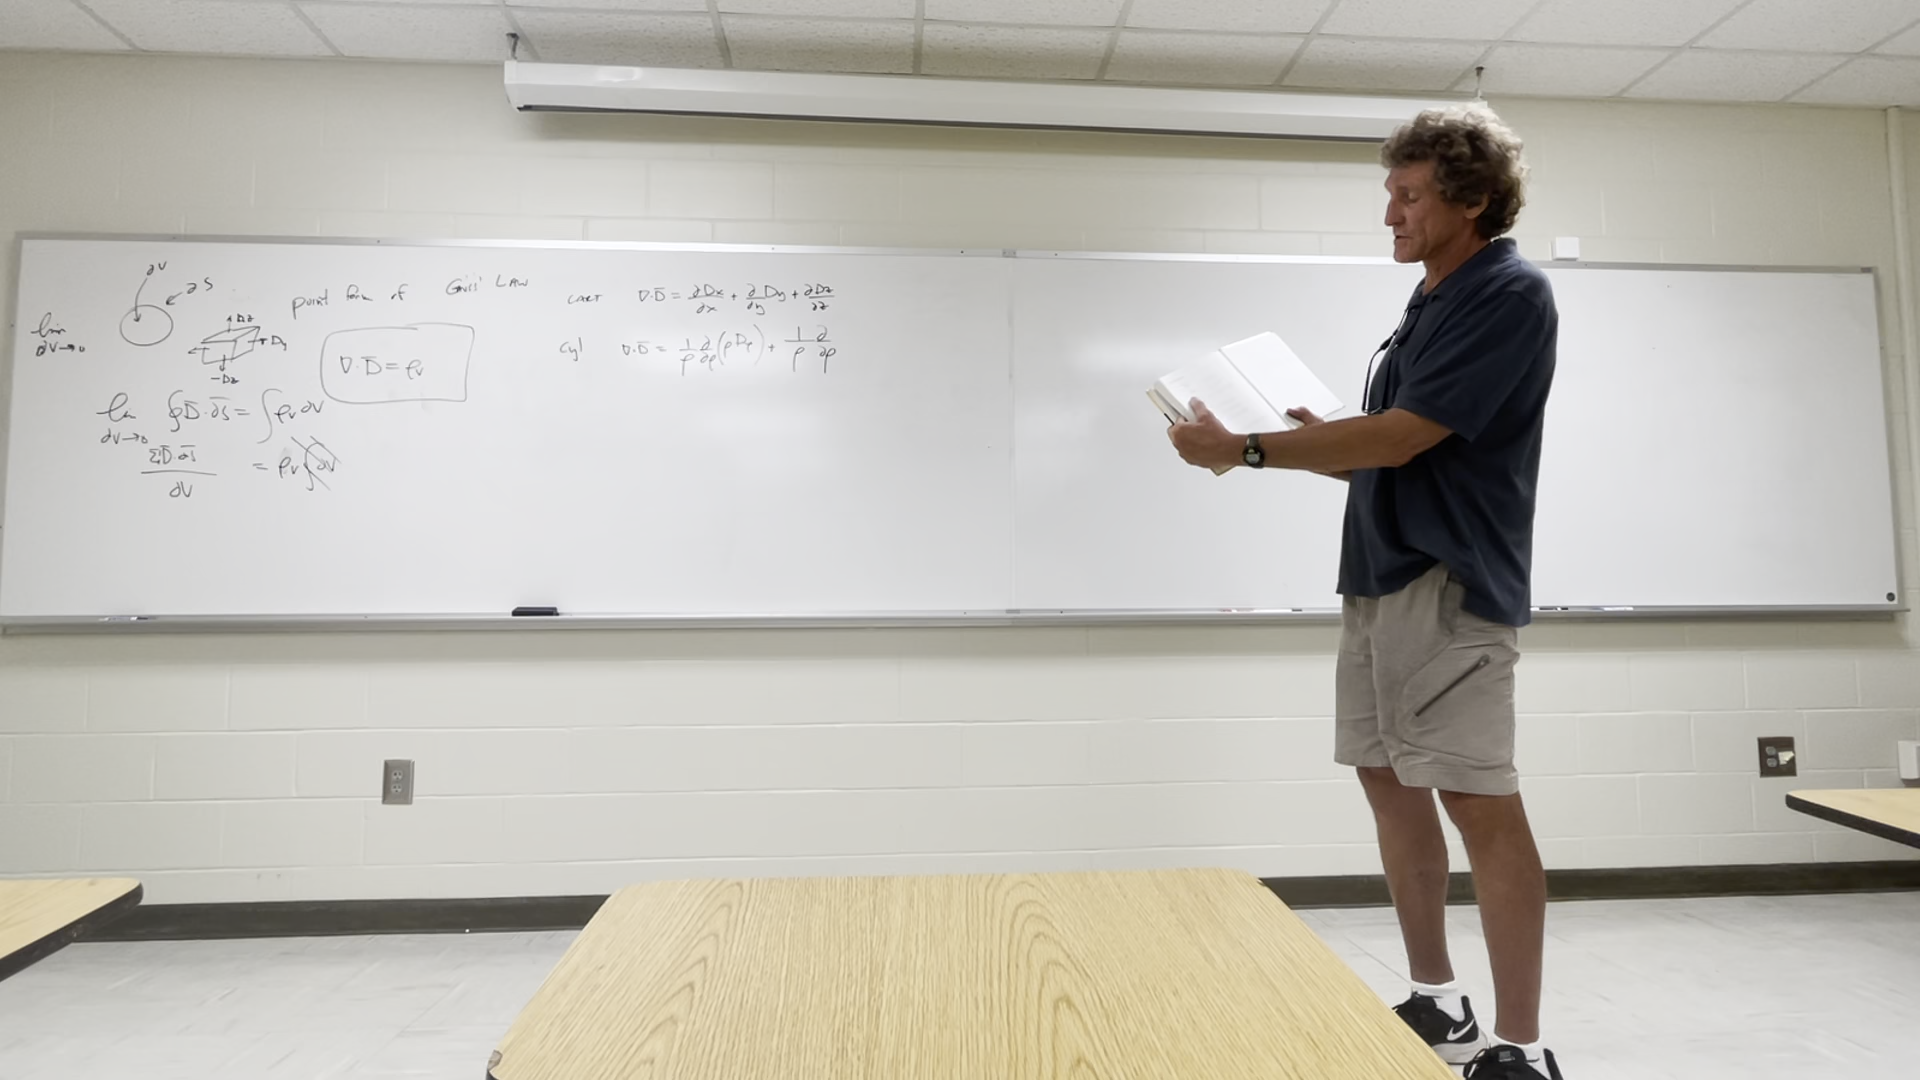 ∂V
∂S
lim
∂V→0
↑Dz
→Dy
-Dz
point form of Gauss' Law
∇·D̄ = ρv
lim ∮D̄·∂s̄ = ∫ρv ∂V
∂V→0
ΣD̄·∂s̄ / ∂V = ρv ∫∂V
CART ∇·D̄ = ∂Dx/∂x + ∂/∂y Dy + ∂Dz/∂z
Cyl ∇·D̄ = 1/ρ ∂/∂ρ (ρDρ) + 1/ρ ∂/∂ρ